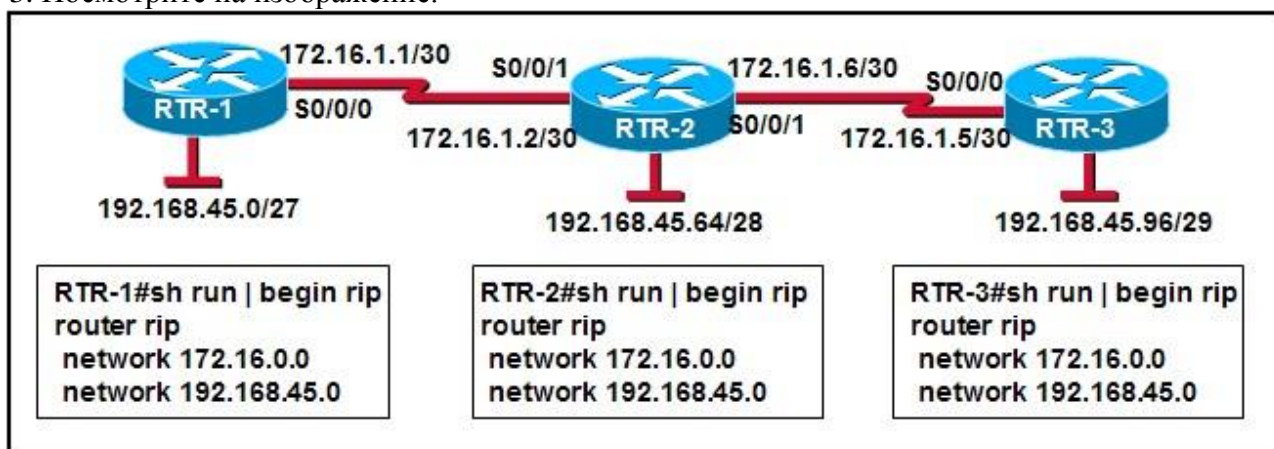 172.16.1.1/30
S0/0/1
172.16.1.6/30
S0/0/0
RTR-1
S0/0/0
RTR-2
S0/0/1
RTR-3
172.16.1.2/30
172.16.1.5/30
192.168.45.0/27
192.168.45.64/28
192.168.45.96/29
RTR-1#sh run | begin rip
router rip
network 172.16.0.0
network 192.168.45.0
RTR-2#sh run | begin rip
router rip
network 172.16.0.0
network 192.168.45.0
RTR-3#sh run | begin rip
router rip
network 172.16.0.0
network 192.168.45.0